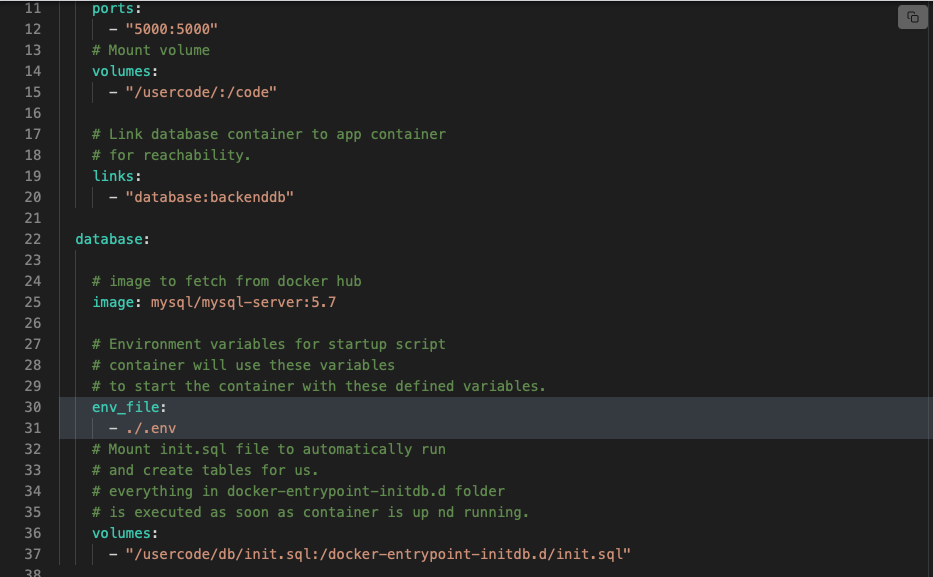 11 ports:
12 - "5000:5000"
13 # Mount volume
14 volumes:
15 - "/usercode/:/code"
16
17 # Link database container to app container
18 # for reachability.
19 links:
20 - "database:backenddb"
21
22 database:
23
24 # image to fetch from docker hub
25 image: mysql/mysql-server:5.7
26
27 # Environment variables for startup script
28 # container will use these variables
29 # to start the container with these defined variables.
30 env_file:
31 - ./.env
32 # Mount init.sql file to automatically run
33 # and create tables for us.
34 # everything in docker-entrypoint-initdb.d folder
35 # is executed as soon as container is up nd running.
36 volumes:
37 - "/usercode/db/init.sql:/docker-entrypoint-initdb.d/init.sql"
38